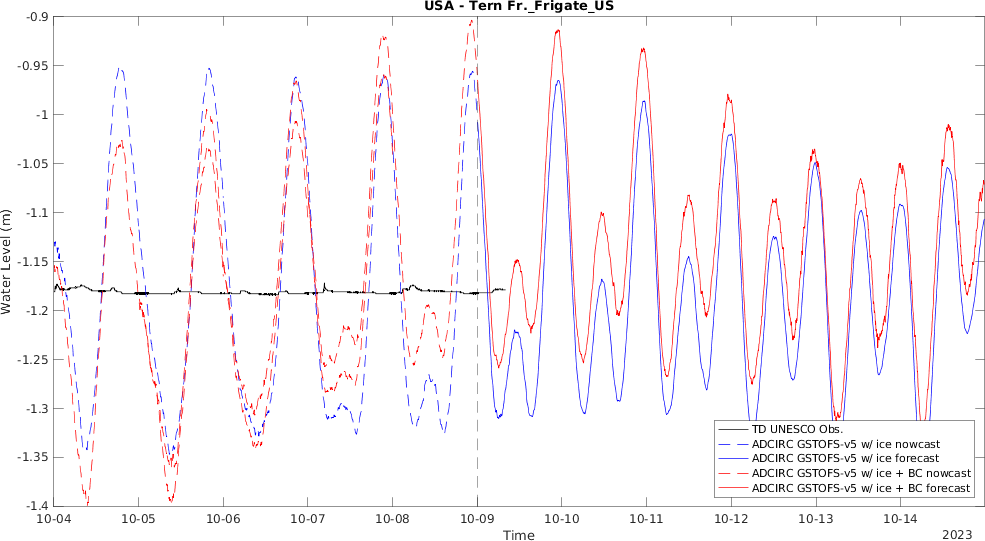 USA - Tern Fr._Frigate_US
-0.9
-0.95
-1
-1.05
-1.1
-1.15
-1.2
-1.25
-1.3
-1.35
-1.4
Water Level (m)
TD UNESCO Obs.
ADCIRC GSTOFS-v5 w/ ice nowcast
ADCIRC GSTOFS-v5 w/ ice forecast
ADCIRC GSTOFS-v5 w/ ice + BC nowcast
ADCIRC GSTOFS-v5 w/ ice + BC forecast
10-04 10-05 10-06 10-07 10-08 10-09 10-10 10-11 10-12 10-13 10-14
Time
2023